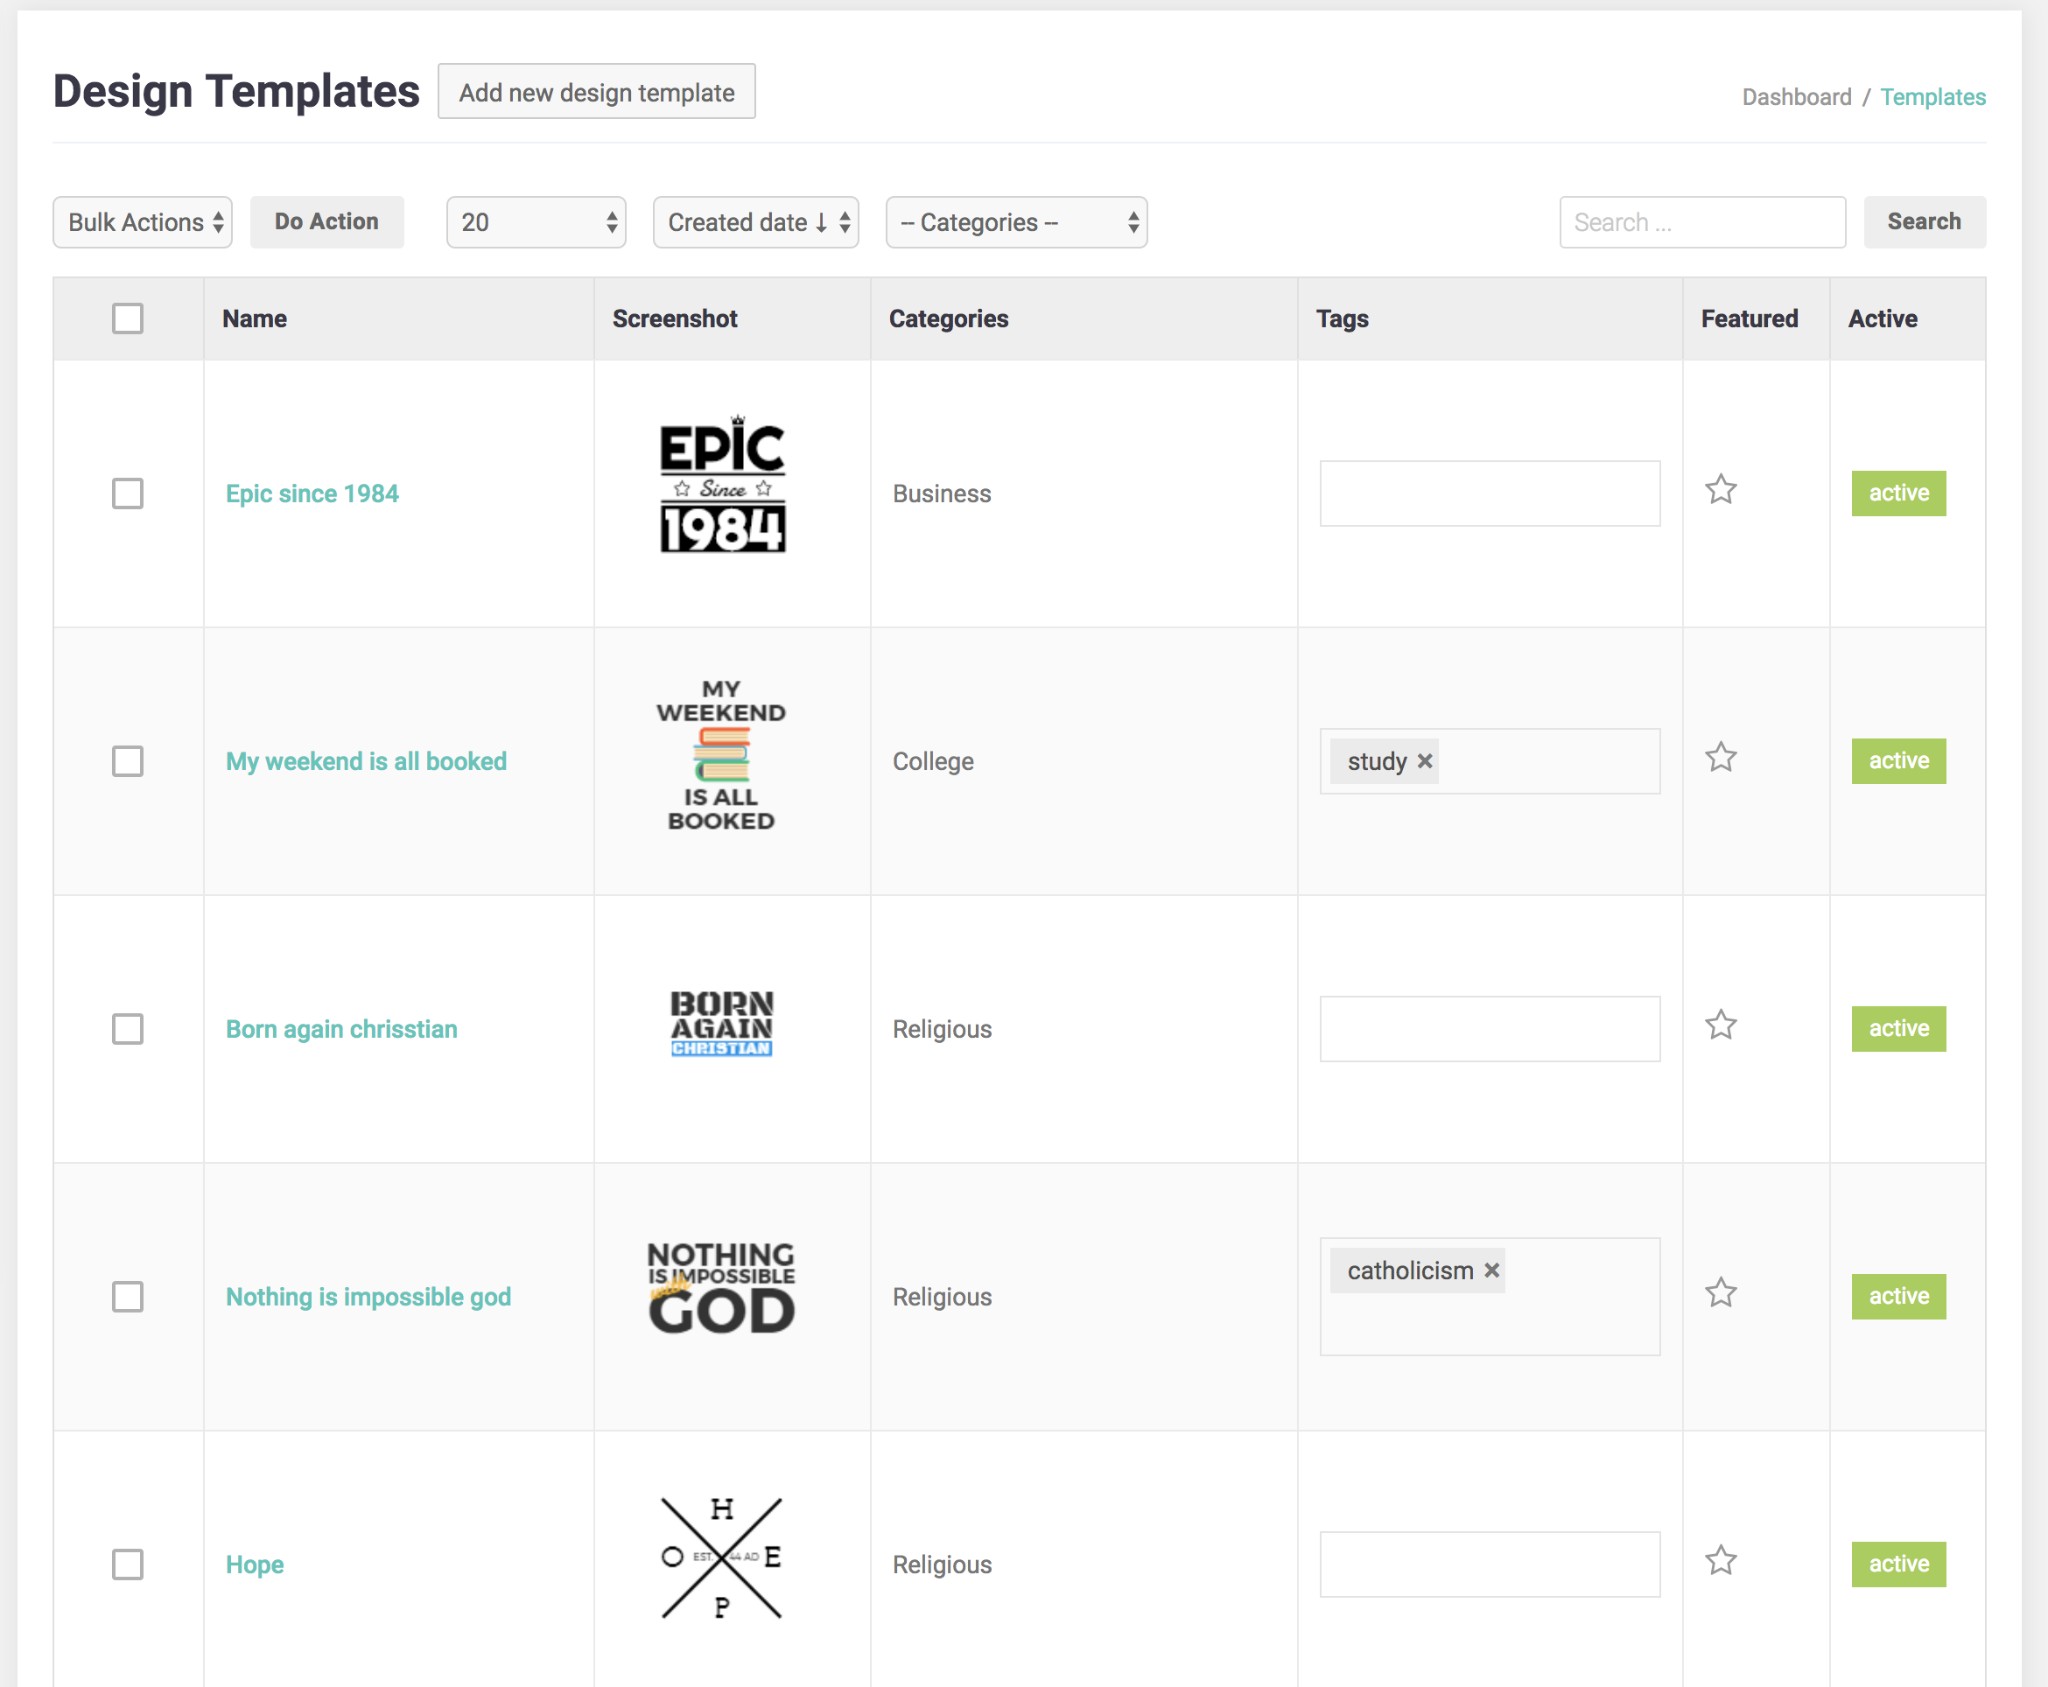 Design Templates
Add new design template
Dashboard / Templates
Bulk Actions
Do Action
20
Created date ↓
-- Categories --
Search ...
Search
Name
Screenshot
Categories
Tags
Featured
Active
Epic since 1984
EPIC
Since
1984
Business
active
My weekend is all booked
MY
WEEKEND
IS ALL
BOOKED
College
study ×
active
Born again chrisstian
BORN
AGAIN
CHRISTIAN
Religious
active
Nothing is impossible god
NOTHING
IS IMPOSSIBLE
with
GOD
Religious
catholicism ×
active
Hope
H
O EST. 44 AD E
P
Religious
active